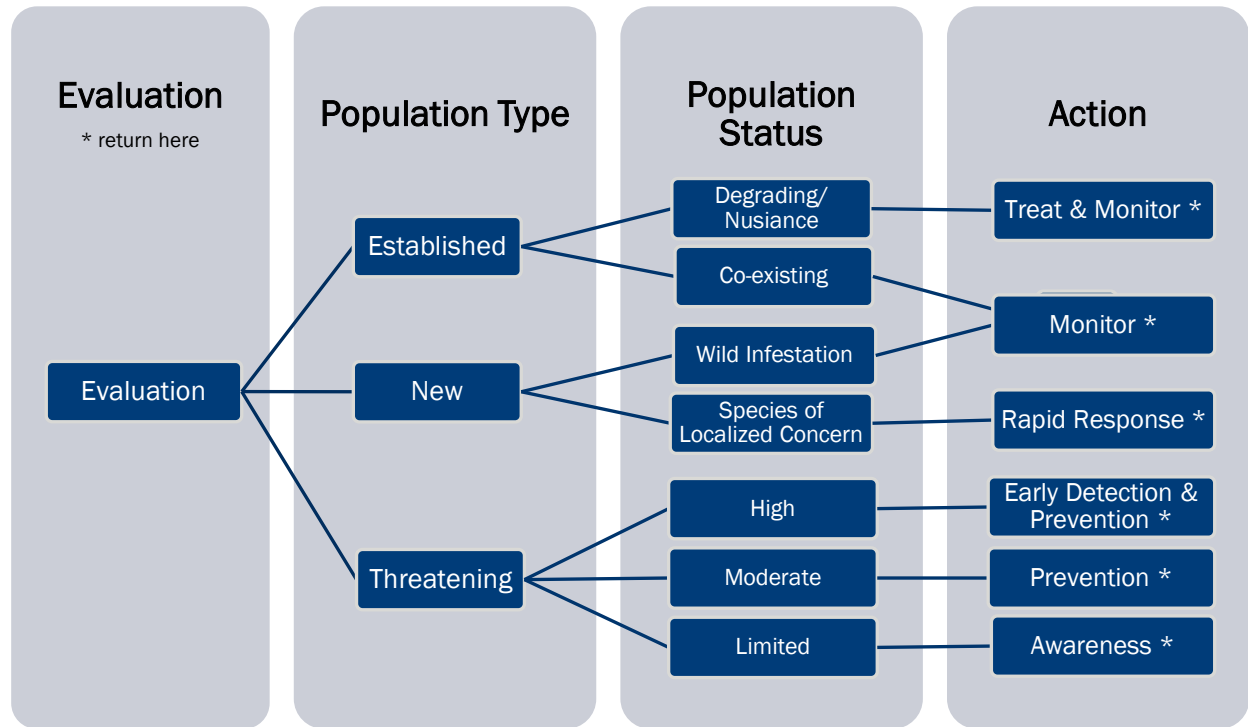 Evaluation
* return here
Evaluation
Population Type
Established
New
Threatening
Population
Status
Degrading/
Nusiance
Co-existing
Wild Infestation
Species of
Localized Concern
High
Moderate
Limited
Action
Treat & Monitor *
Monitor *
Rapid Response *
Early Detection &
Prevention *
Prevention *
Awareness *